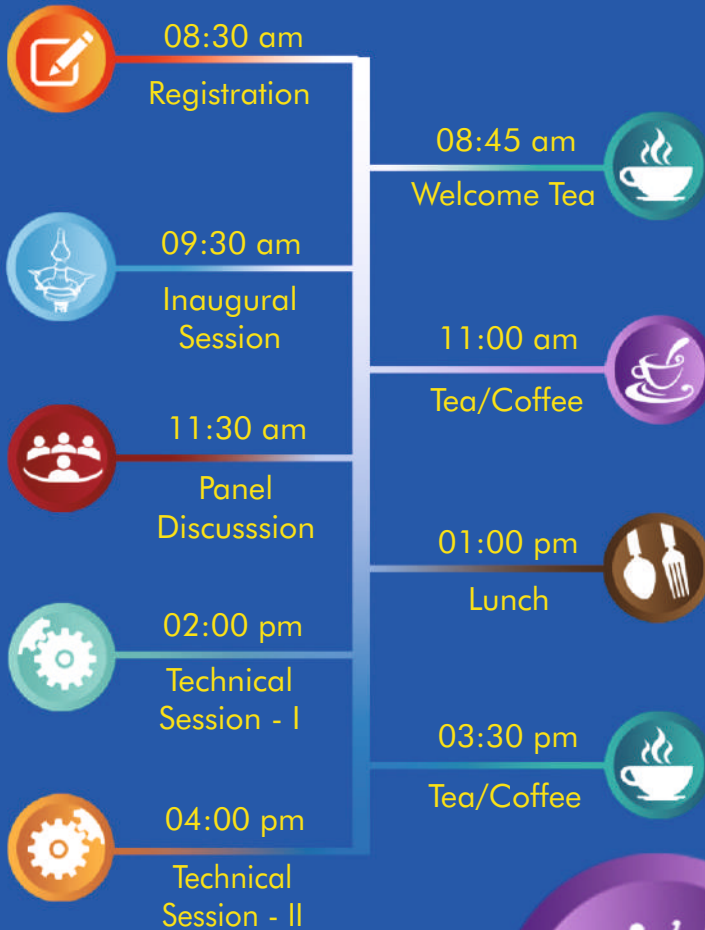 08:30 am
Registration
08:45 am
Welcome Tea
09:30 am
Inaugural
Session
11:00 am
Tea/Coffee
11:30 am
Panel
Discusssion
01:00 pm
Lunch
02:00 pm
Technical
Session - I
03:30 pm
Tea/Coffee
04:00 pm
Technical
Session - II